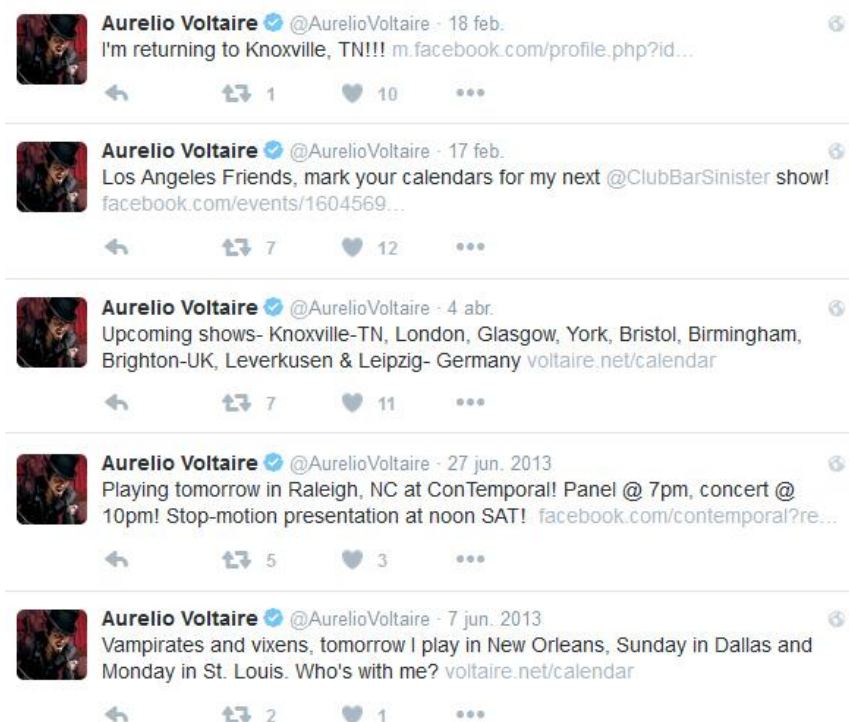 Aurelio Voltaire @AurelioVoltaire · 18 feb.
I'm returning to Knoxville, TN!!! m.facebook.com/profile.php?id...
1 10
Aurelio Voltaire @AurelioVoltaire · 17 feb.
Los Angeles Friends, mark your calendars for my next @ClubBarSinister show!
facebook.com/events/1604569...
7 12
Aurelio Voltaire @AurelioVoltaire · 4 abr.
Upcoming shows- Knoxville-TN, London, Glasgow, York, Bristol, Birmingham,
Brighton-UK, Leverkusen & Leipzig- Germany voltaire.net/calendar
7 11
Aurelio Voltaire @AurelioVoltaire · 27 jun. 2013
Playing tomorrow in Raleigh, NC at ConTemporal! Panel @ 7pm, concert @
10pm! Stop-motion presentation at noon SAT! facebook.com/contemporal?re...
5 3
Aurelio Voltaire @AurelioVoltaire · 7 jun. 2013
Vampirates and vixens, tomorrow I play in New Orleans, Sunday in Dallas and
Monday in St. Louis. Who's with me? voltaire.net/calendar
2 1